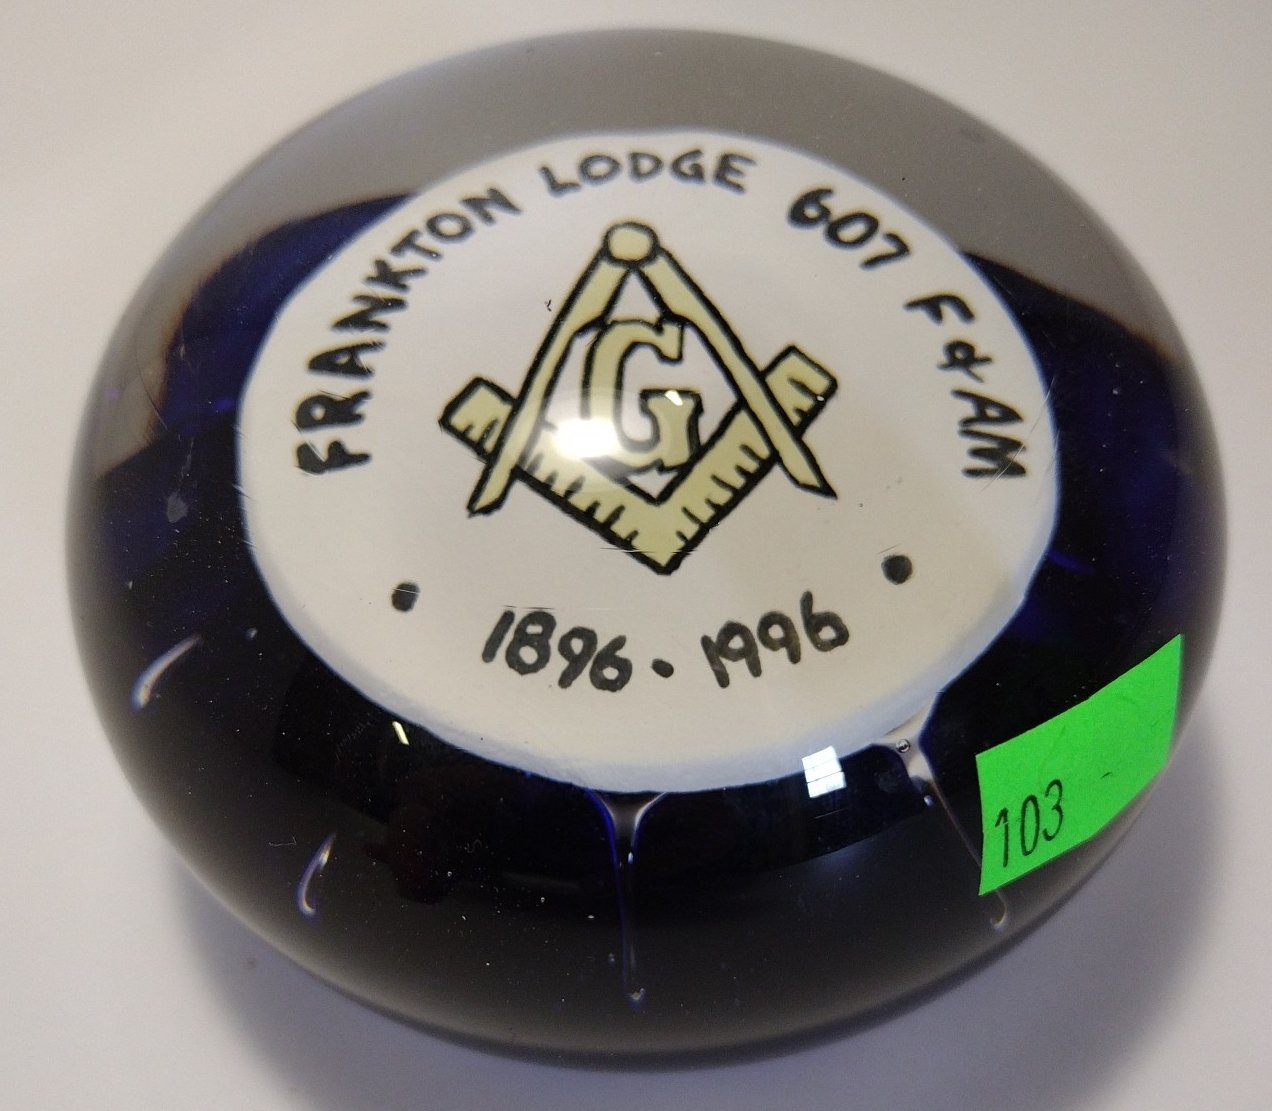 FRANKTON LODGE 607 F&AM
G
• 1896 • 1996 •
103